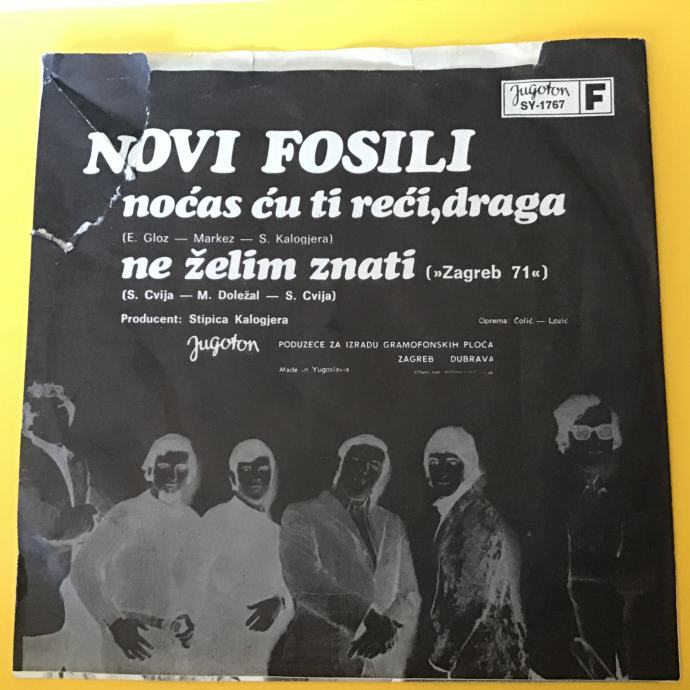 Jugoton
SY-1767
F
NOVI FOSILI
noćas ću ti reći,draga
(E. Gloz — Markez — S. Kalogjera)
ne želim znati (»Zagreb 71«)
(S. Cvija — M. Doležal — S. Cvija)
Producent: Stipica Kalogjera
Oprema: Čolić — Lozić
Jugoton
PODUZEĆE ZA IZRADU GRAMOFONSKIH PLOČA
ZAGREB DUBRAVA
Made in Yugoslavia